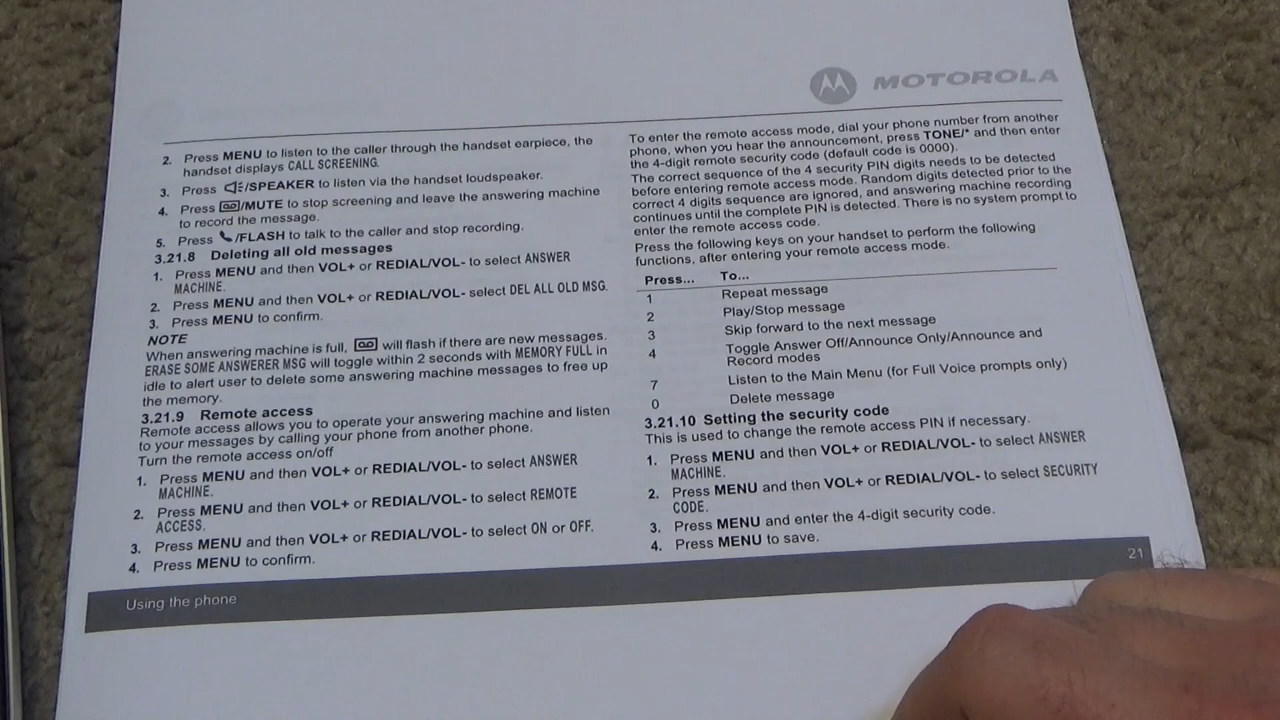 MOTOROLA
2. Press MENU to listen to the caller through the handset earpiece, the
handset displays CALL SCREENING.
3. Press /SPEAKER to listen via the handset loudspeaker.
4. Press /MUTE to stop screening and leave the answering machine
to record the message.
5. Press /FLASH to talk to the caller and stop recording.
3.21.8 Deleting all old messages
1. Press MENU and then VOL+ or REDIAL/VOL- to select ANSWER
MACHINE.
2. Press MENU and then VOL+ or REDIAL/VOL- select DEL ALL OLD MSG.
3. Press MENU to confirm.
NOTE
When answering machine is full, will flash if there are new messages.
ERASE SOME ANSWERER MSG will toggle within 2 seconds with MEMORY FULL in
idle to alert user to delete some answering machine messages to free up
the memory.
3.21.9 Remote access
Remote access allows you to operate your answering machine and listen
to your messages by calling your phone from another phone.
Turn the remote access on/off
1. Press MENU and then VOL+ or REDIAL/VOL- to select ANSWER
MACHINE.
2. Press MENU and then VOL+ or REDIAL/VOL- to select REMOTE
ACCESS.
3. Press MENU and then VOL+ or REDIAL/VOL- to select ON or OFF.
4. Press MENU to confirm.
To enter the remote access mode, dial your phone number from another
phone, when you hear the announcement, press TONE/* and then enter
the 4-digit remote security code (default code is 0000).
The correct sequence of the 4 security PIN digits needs to be detected
before entering remote access mode. Random digits detected prior to the
correct 4 digits sequence are ignored, and answering machine recording
continues until the complete PIN is detected. There is no system prompt to
enter the remote access code.
Press the following keys on your handset to perform the following
functions, after entering your remote access mode.
Press... To...
1 Repeat message
2 Play/Stop message
3 Skip forward to the next message
4 Toggle Answer Off/Announce Only/Announce and
Record modes
7 Listen to the Main Menu (for Full Voice prompts only)
0 Delete message
3.21.10 Setting the security code
This is used to change the remote access PIN if necessary.
1. Press MENU and then VOL+ or REDIAL/VOL- to select ANSWER
MACHINE.
2. Press MENU and then VOL+ or REDIAL/VOL- to select SECURITY
CODE.
3. Press MENU and enter the 4-digit security code.
4. Press MENU to save.
Using the phone
21